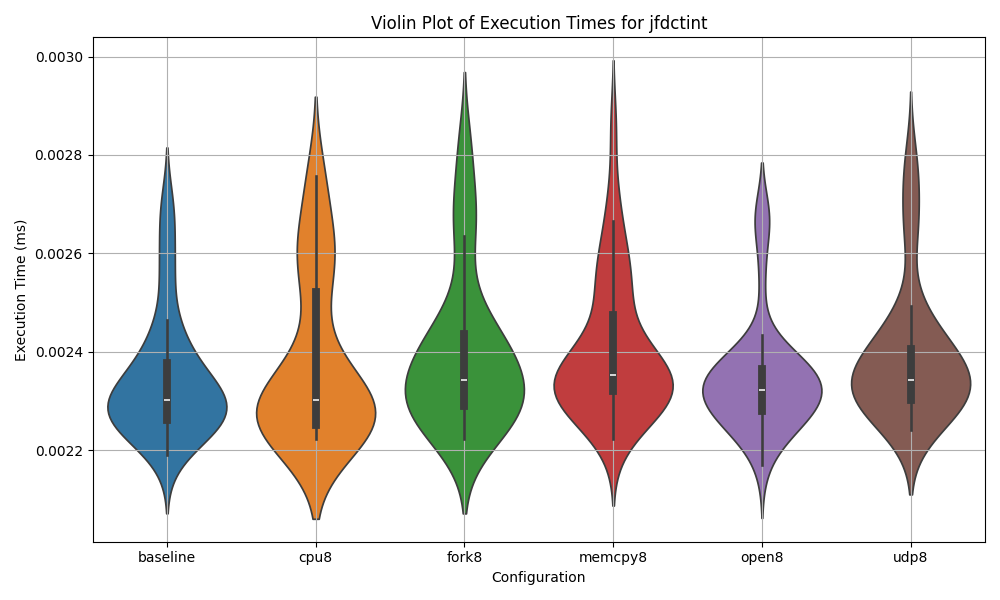 Violin Plot of Execution Times for jfdctint
0.0030
0.0028
0.0026
0.0024
0.0022
Execution Time (ms)
baseline
cpu8
fork8
memcpy8
open8
udp8
Configuration